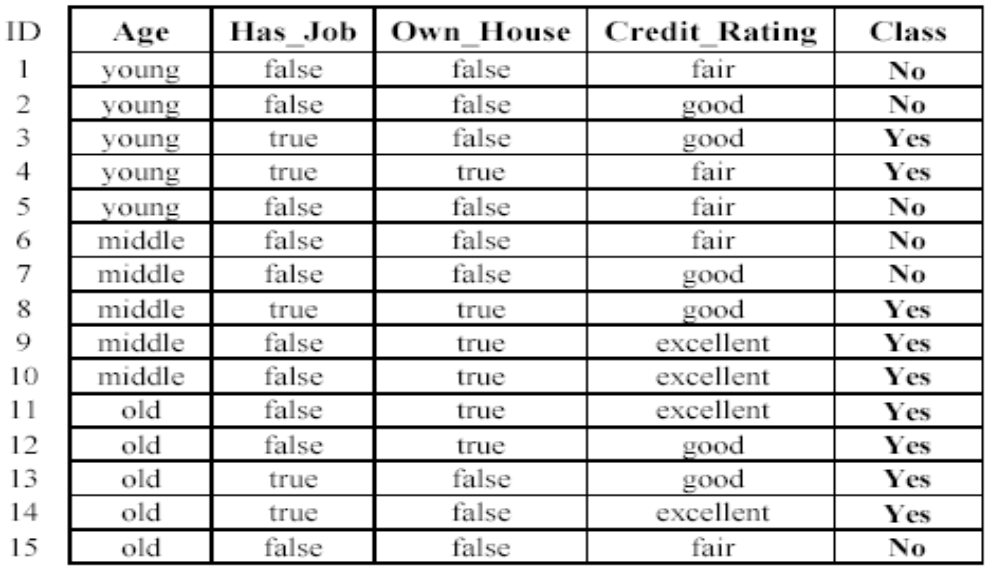 ID Age Has_Job Own_House Credit_Rating Class
1 young false false fair No
2 young false false good No
3 young true false good Yes
4 young true true fair Yes
5 young false false fair No
6 middle false false fair No
7 middle false false good No
8 middle true true good Yes
9 middle false true excellent Yes
10 middle false true excellent Yes
11 old false true excellent Yes
12 old false true good Yes
13 old true false good Yes
14 old true false excellent Yes
15 old false false fair No